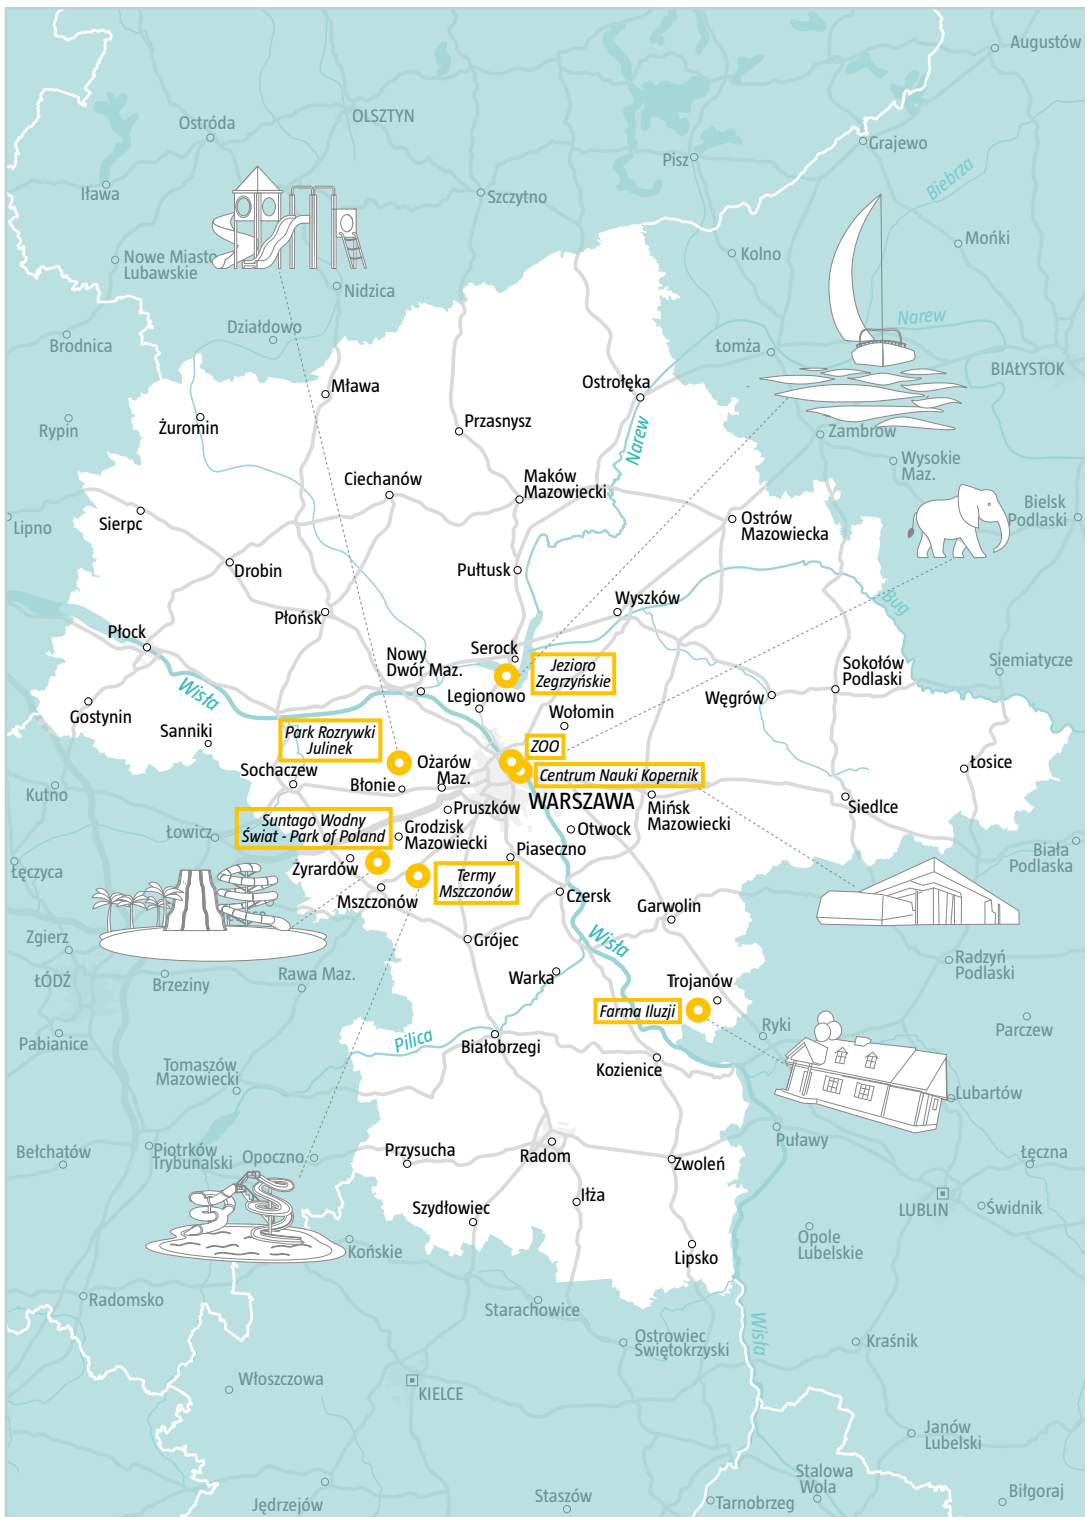 Augustów
OLSZTYN
Ostróda
Grajewo
Pisz
Biebrza
Iława
Szczytno
Mońki
Kolno
Nowe Miasto
Lubawskie
Nidzica
Narew
Działdowo
Brodnica
Łomża
BIAŁYSTOK
Mława
Ostrołęka
Rypin
Żuromin
Przasnysz
Zambrów
Narew
Wysokie
Maz.
Ciechanów
Maków
Mazowiecki
Bielsk
Podlaski
Lipno
Sierpc
Ostrów
Mazowiecka
Drobin
Pułtusk
Wyszków
Bug
Płońsk
Płock
Serock
Nowy
Dwór Maz.
Jezioro
Zegrzyńskie
Sokołów
Podlaski
Siemiatycze
Wisła
Legionowo
Węgrów
Gostynin
Wołomin
Sanniki
Park Rozrywki
Julinek
ZOO
Ożarów
Maz.
Łosice
Sochaczew
Centrum Nauki Kopernik
Błonie
Kutno
WARSZAWA
Pruszków
Mińsk
Mazowiecki
Siedlce
Suntago Wodny
Świat - Park of Poland
Łowicz
Grodzisk
Mazowiecki
Otwock
Piaseczno
Biała
Podlaska
Łęczyca
Żyrardów
Termy
Mszczonów
Mszczonów
Czersk
Garwolin
Zgierz
Grójec
Wisła
Radzyń
Podlaski
ŁÓDŹ
Brzeziny
Rawa Maz.
Warka
Trojanów
Farma Iluzji
Ryki
Parczew
Pabianice
Pilica
Białobrzegi
Kozienice
Tomaszów
Mazowiecki
Lubartów
Bełchatów
Piotrków
Trybunalski
Opoczno
Przysucha
Radom
Zwoleń
Puławy
Łęczna
Szydłowiec
Iłża
LUBLIN
Świdnik
Końskie
Opole
Lubelskie
Lipsko
Radomsko
Starachowice
Wisła
Ostrowiec
Świętokrzyski
Kraśnik
Włoszczowa
KIELCE
Janów
Lubelski
Stalowa
Wola
Jędrzejów
Staszów
Tarnobrzeg
Biłgoraj